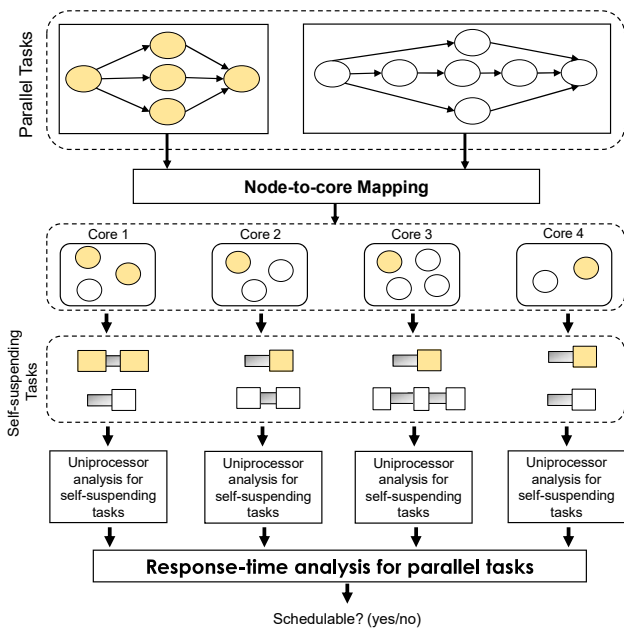 Parallel Tasks
Node-to-core Mapping
Core 1
Core 2
Core 3
Core 4
Self-suspending
Tasks
Uniprocessor
analysis for
self-suspending
tasks
Uniprocessor
analysis for
self-suspending
tasks
Uniprocessor
analysis for
self-suspending
tasks
Uniprocessor
analysis for
self-suspending
tasks
Response-time analysis for parallel tasks
Schedulable? (yes/no)